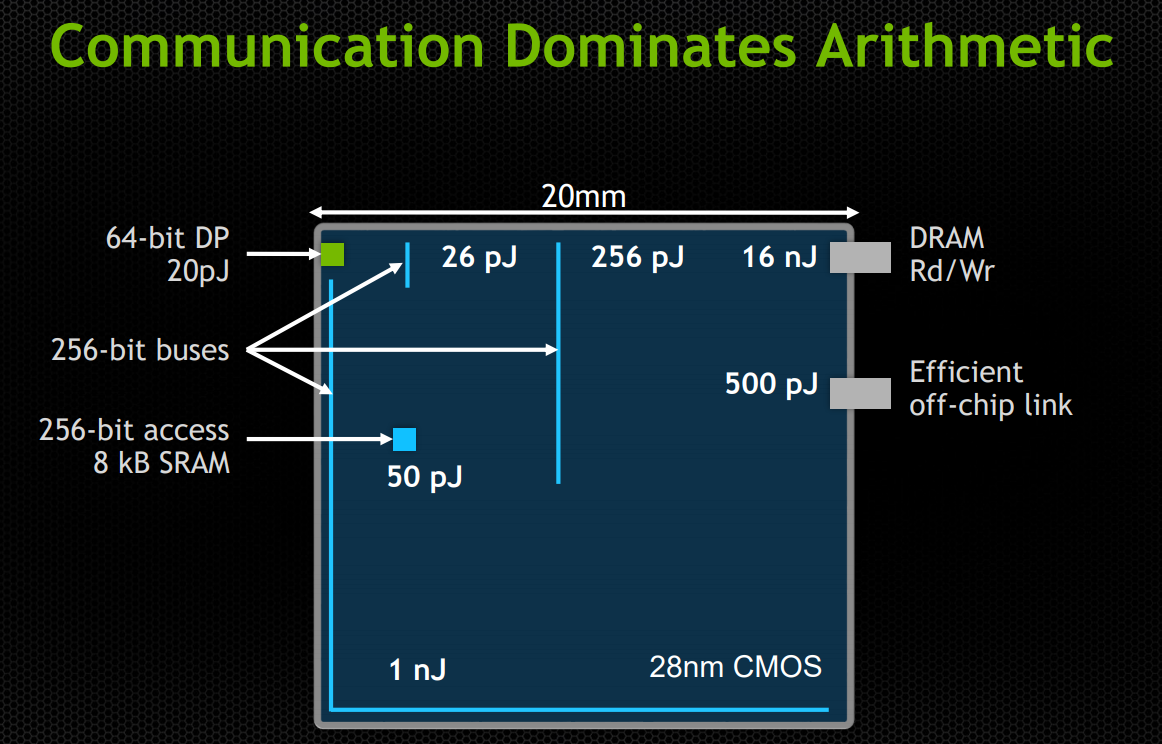 Communication Dominates Arithmetic
20mm
64-bit DP
20pJ
26 pJ
256 pJ
16 nJ
DRAM
Rd/Wr
256-bit buses
500 pJ
Efficient
off-chip link
256-bit access
8 kB SRAM
50 pJ
1 nJ
28nm CMOS